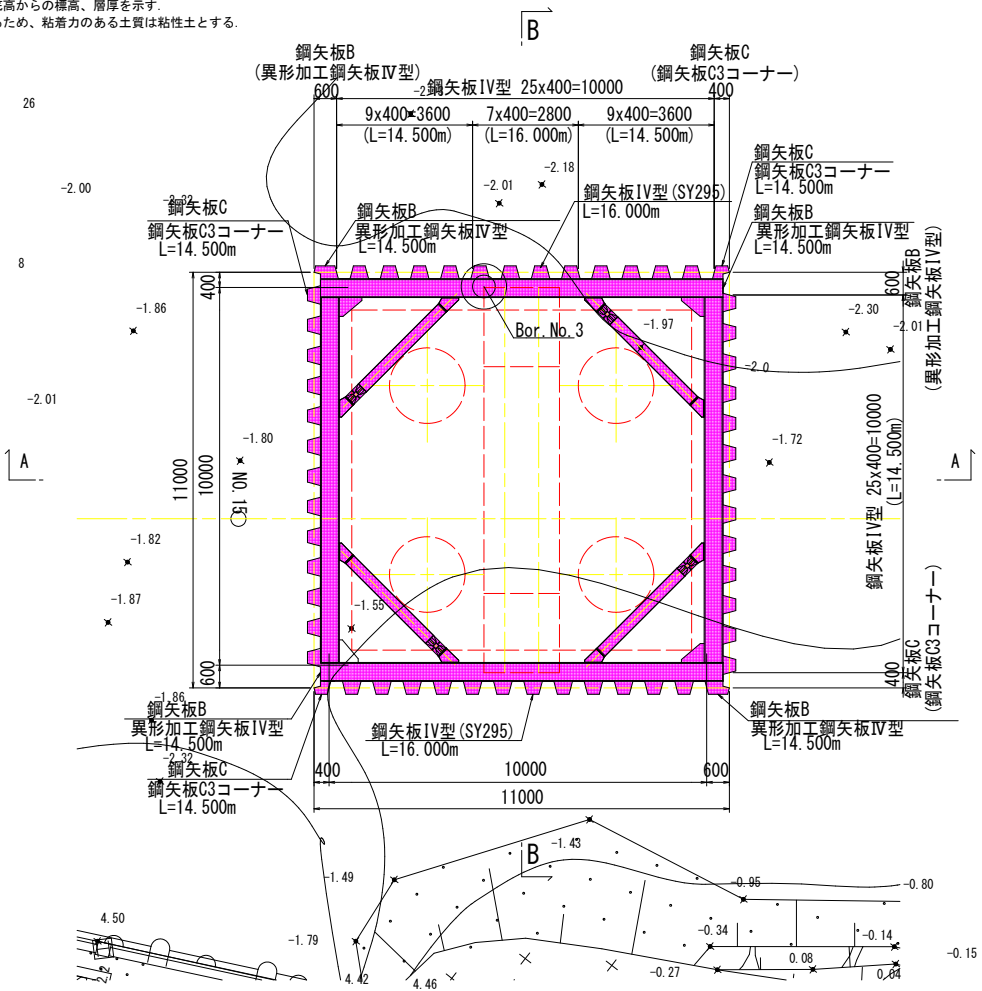 底高からの標高、層厚を示す.
るため、粘着力のある土質は粘性土とする.
B
鋼矢板B
(異形加工鋼矢板Ⅳ型)
鋼矢板C
(鋼矢板C3コーナー)
600
鋼矢板IV型 25x400=10000
400
26
9x400=3600
(L=14.500m)
7x400=2800
(L=16.000m)
9x400=3600
(L=14.500m)
鋼矢板C
鋼矢板C3コーナー
L=14.500m
-2.18
-2.00
-2.01
-2.32
鋼矢板C
鋼矢板C3コーナー
L=14.500m
鋼矢板B
異形加工鋼矢板Ⅳ型
L=14.500m
鋼矢板IV型(SY295)
L=16.000m
鋼矢板B
異形加工鋼矢板IV型
L=14.500m
8
400
600
鋼矢板B
(異形加工鋼矢板IV型)
-1.86
Bor.No.3
-1.97
-2.30
-2.01
-2.0
-2.01
-1.80
-1.72
A
A
11000
10000
NO.15
鋼矢板IV型 25x400=10000
(L=14.500m)
-1.82
-1.87
-1.55
600
400
鋼矢板C
(鋼矢板C3コーナー)
-1.86
鋼矢板B
異形加工鋼矢板IV型
L=14.500m
鋼矢板IV型(SY295)
L=16.000m
鋼矢板B
異形加工鋼矢板Ⅳ型
L=14.500m
-2.32
鋼矢板C
鋼矢板C3コーナー
L=14.500m
400
10000
600
11000
B
-1.43
-1.49
-0.95
-0.80
4.50
-1.79
-0.34
-0.14
-0.15
0.08
-0.27
0.04
4.42
4.46